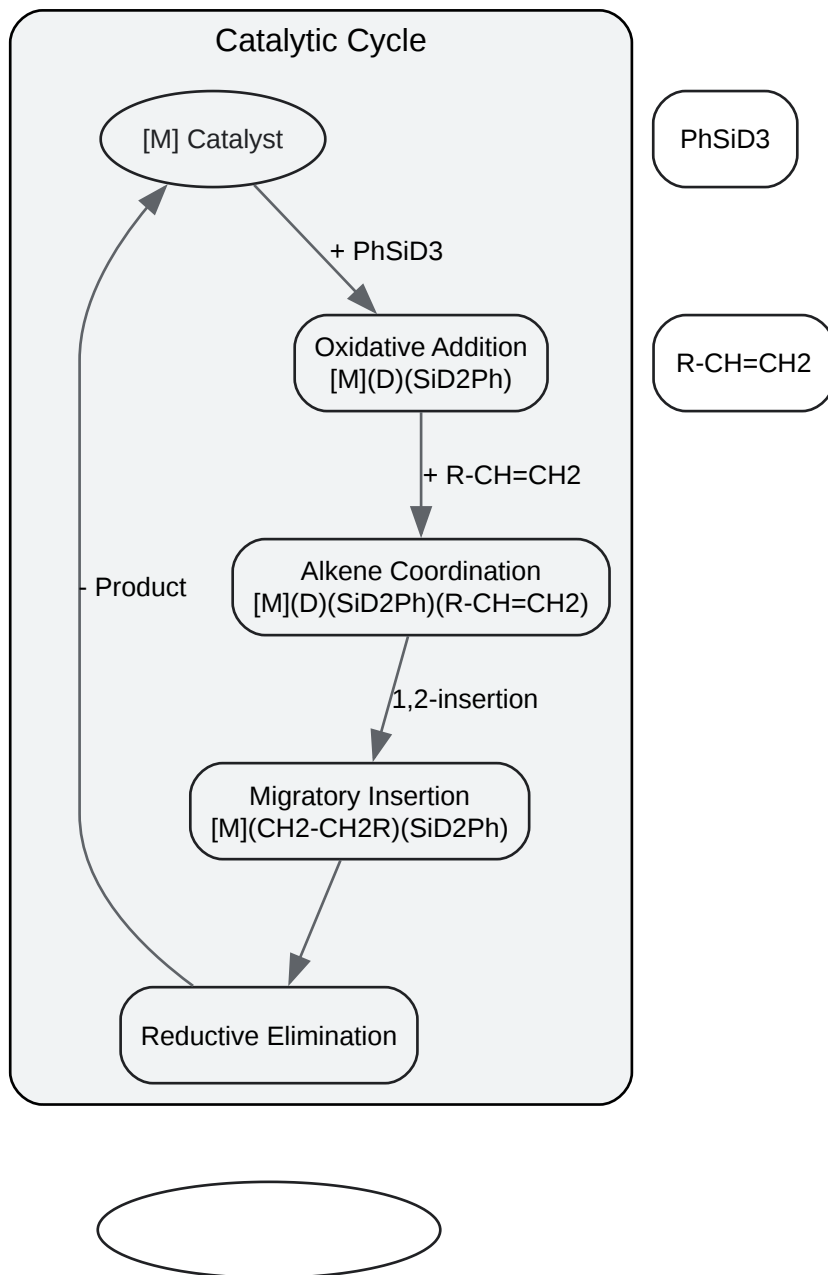 Catalytic Cycle
[M] Catalyst
PhSiD3
+ PhSiD3
Oxidative Addition
[M](D)(SiD2Ph)
R-CH=CH2
+ R-CH=CH2
Alkene Coordination
[M](D)(SiD2Ph)(R-CH=CH2)
- Product
1,2-insertion
Migratory Insertion
[M](CH2-CH2R)(SiD2Ph)
Reductive Elimination